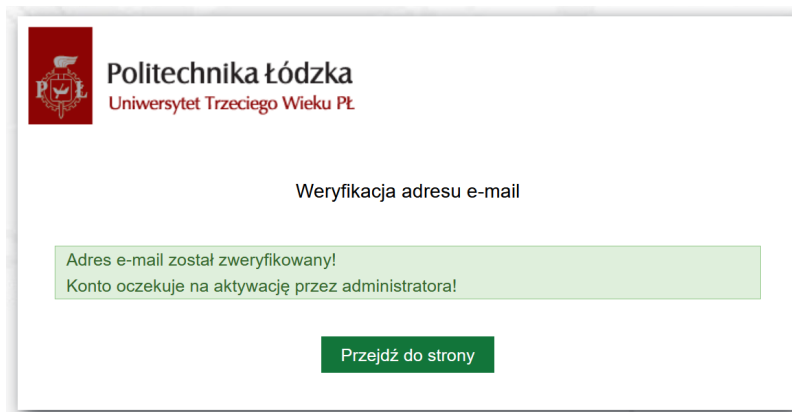 P Ł
Politechnika Łódzka
Uniwersytet Trzeciego Wieku PŁ
Weryfikacja adresu e-mail
Adres e-mail został zweryfikowany!
Konto oczekuje na aktywację przez administratora!
Przejdź do strony